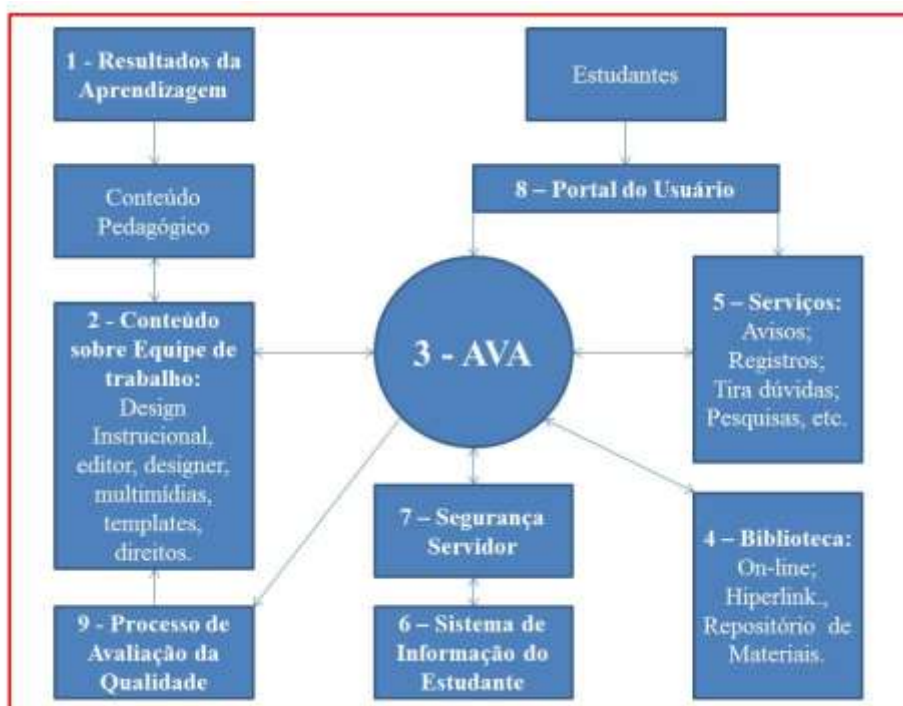 1 - Resultados da
Aprendizagem
Estudantes
Conteúdo
Pedagógico
8 – Portal do Usuário
2 - Conteúdo
sobre Equipe de
trabalho:
Design
Instrucional,
editor, designer,
multimídias,
templates,
direitos.
3 - AVA
5 – Serviços:
Avisos;
Registros;
Tira dúvidas;
Pesquisas, etc.
7 – Segurança
Servidor
4 – Biblioteca:
On-line;
Hiperlink.,
Repositório de
Materiais.
9 - Processo de
Avaliação da
Qualidade
6 – Sistema de
Informação do
Estudante